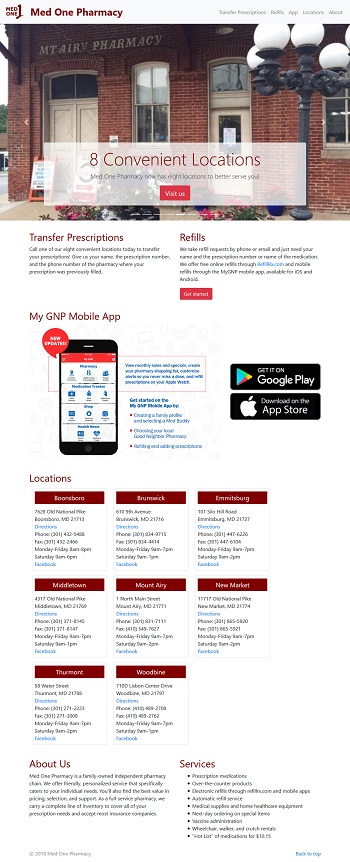 MED ONE 1
Med One Pharmacy
Transfer Prescriptions Refills App Locations About
MT AIRY PHARMACY
8 Convenient Locations
Med One Pharmacy now has eight locations to better serve you!
Visit us
Transfer Prescriptions
Call one of our eight convenient locations today to transfer
your prescriptions! Give us your name, the prescription number,
and the phone number of the pharmacy where your
prescription was previously filled.
Refills
We take refill requests by phone or email and just need your
name and the prescription number or name of the medication.
We offer free online refills through RefillRx.com and mobile
refills through the MyGNP mobile app, available for iOS and
Android.
Get started
My GNP Mobile App
NEW UPDATES!
Pharmacy
Medication Tracker
Shop
Health News
View monthly sales and specials, create
your pharmacy shopping list, customize
alerts so you never miss a dose, and refill
prescriptions on your Apple Watch.
Get started on the
My GNP Mobile App by:
• Creating a family profile
and selecting a Med Buddy
• Choosing your local
Good Neighbor Pharmacy
• Refilling and adding prescriptions
GET IT ON
Google Play
Download on the
App Store
Locations
Boonsboro
7628 Old National Pike
Boonsboro, MD 21713
Directions
Phone: (301) 432-5488
Fax: (301) 432-2466
Monday-Friday 8am-6pm
Saturday 9am-6pm
Facebook
Brunswick
610 9th Avenue
Brunswick, MD 21716
Directions
Phone: (301) 834-9715
Fax: (301) 834-4414
Monday-Friday 9am-7pm
Saturday 9am-1pm
Facebook
Emmitsburg
101 Silo Hill Road
Emmitsburg, MD 21727
Directions
Phone: (301) 447-6226
Fax: (301) 447-6104
Monday-Friday 9am-7pm
Saturday 9am-2pm
Facebook
Middletown
4317 Old National Pike
Middletown, MD 21769
Directions
Phone: (301) 371-8145
Fax: (301) 371-8147
Monday-Friday 9am-7pm
Saturday 9am-1pm
Facebook
Mount Airy
1 North Main Street
Mount Airy, MD 21771
Directions
Phone: (301) 831-7111
Fax: (410) 549-7627
Monday-Friday 9am-7pm
Saturday 9am-2pm
Facebook
New Market
11717 Old National Pike
New Market, MD 21774
Directions
Phone: (301) 865-5920
Fax: (301) 865-5921
Monday-Friday 9am-7pm
Saturday 9am-2pm
Facebook
Thurmont
58 Water Street
Thurmont, MD 21788
Directions
Phone: (301) 271-2223
Fax: (301) 271-3008
Monday-Friday 9am-7pm
Saturday 9am-2pm
Facebook
Woodbine
710D Lisbon Center Drive
Woodbine, MD 21797
Directions
Phone: (410) 489-2708
Fax: (410) 489-2762
Monday-Friday 9am-7pm
Saturday 9am-1pm
Facebook
About Us
Med One Pharmacy is a family-owned independent pharmacy
chain. We offer friendly, personalized service that specifically
caters to your individual needs. You'll also find the best value in
pricing, selection, and support. As a full service pharmacy, we
carry a complete line of inventory to cover all of your
prescription needs and accept most insurance companies.
Services
• Prescription medications
• Over-the-counter products
• Electronic refills through refillrx.com and mobile apps
• Automatic refill service
• Medical supplies and home healthcare equipment
• Next-day ordering on special items
• Vaccine administration
• Wheelchair, walker, and crutch rentals
• "Hot List" of medications for $10.15
© 2018 Med One Pharmacy
Back to top